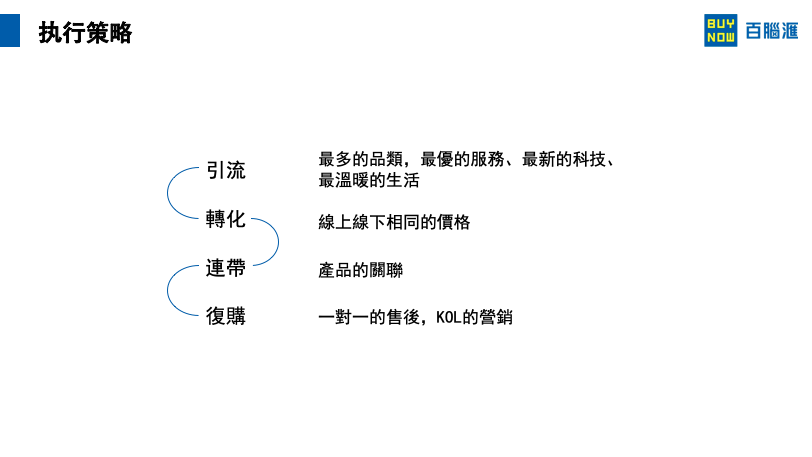 执行策略
BUY
NOW
百腦滙
引流
最多的品類，最優的服務、最新的科技、
最溫暖的生活
轉化
線上線下相同的價格
連帶
產品的關聯
復購
一對一的售後，KOL的營銷